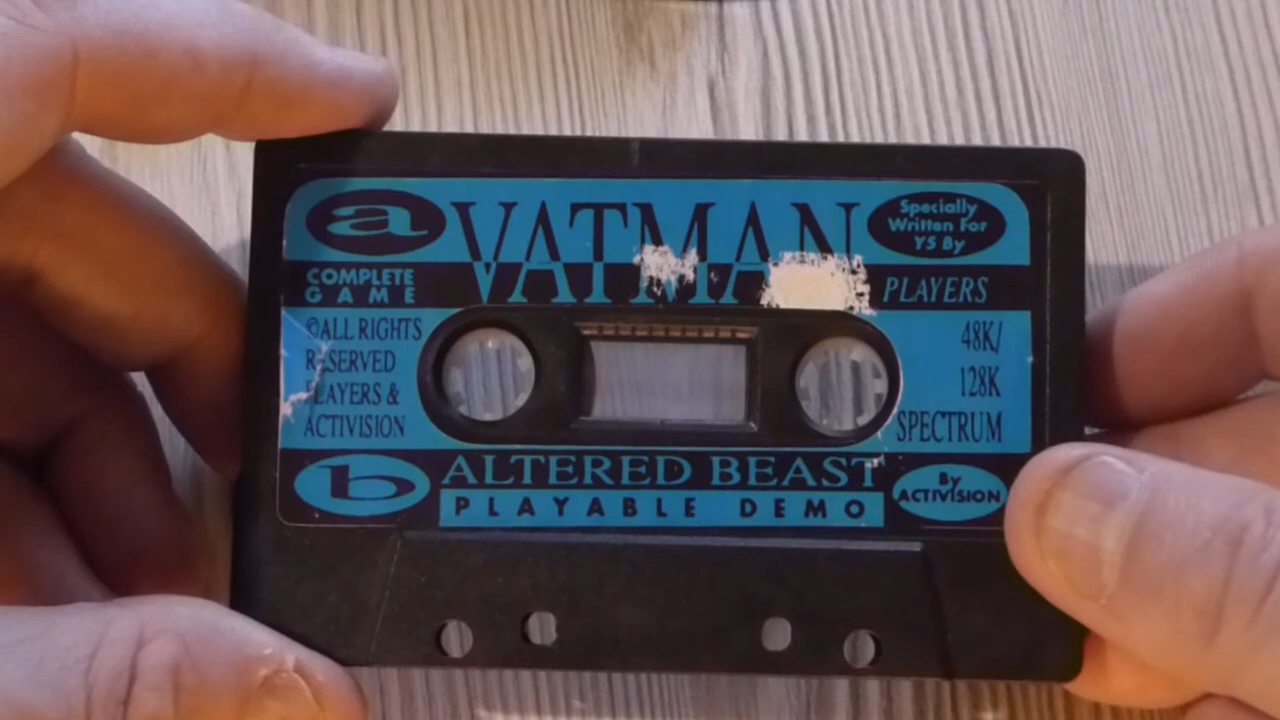 a
VATMAN
Specially
Written For
YS By
COMPLETE
GAME
PLAYERS
©ALL RIGHTS
RESERVED
PLAYERS &
ACTIVISION
48K/
128K
SPECTRUM
b
ALTERED BEAST
PLAYABLE DEMO
By
ACTIVISION